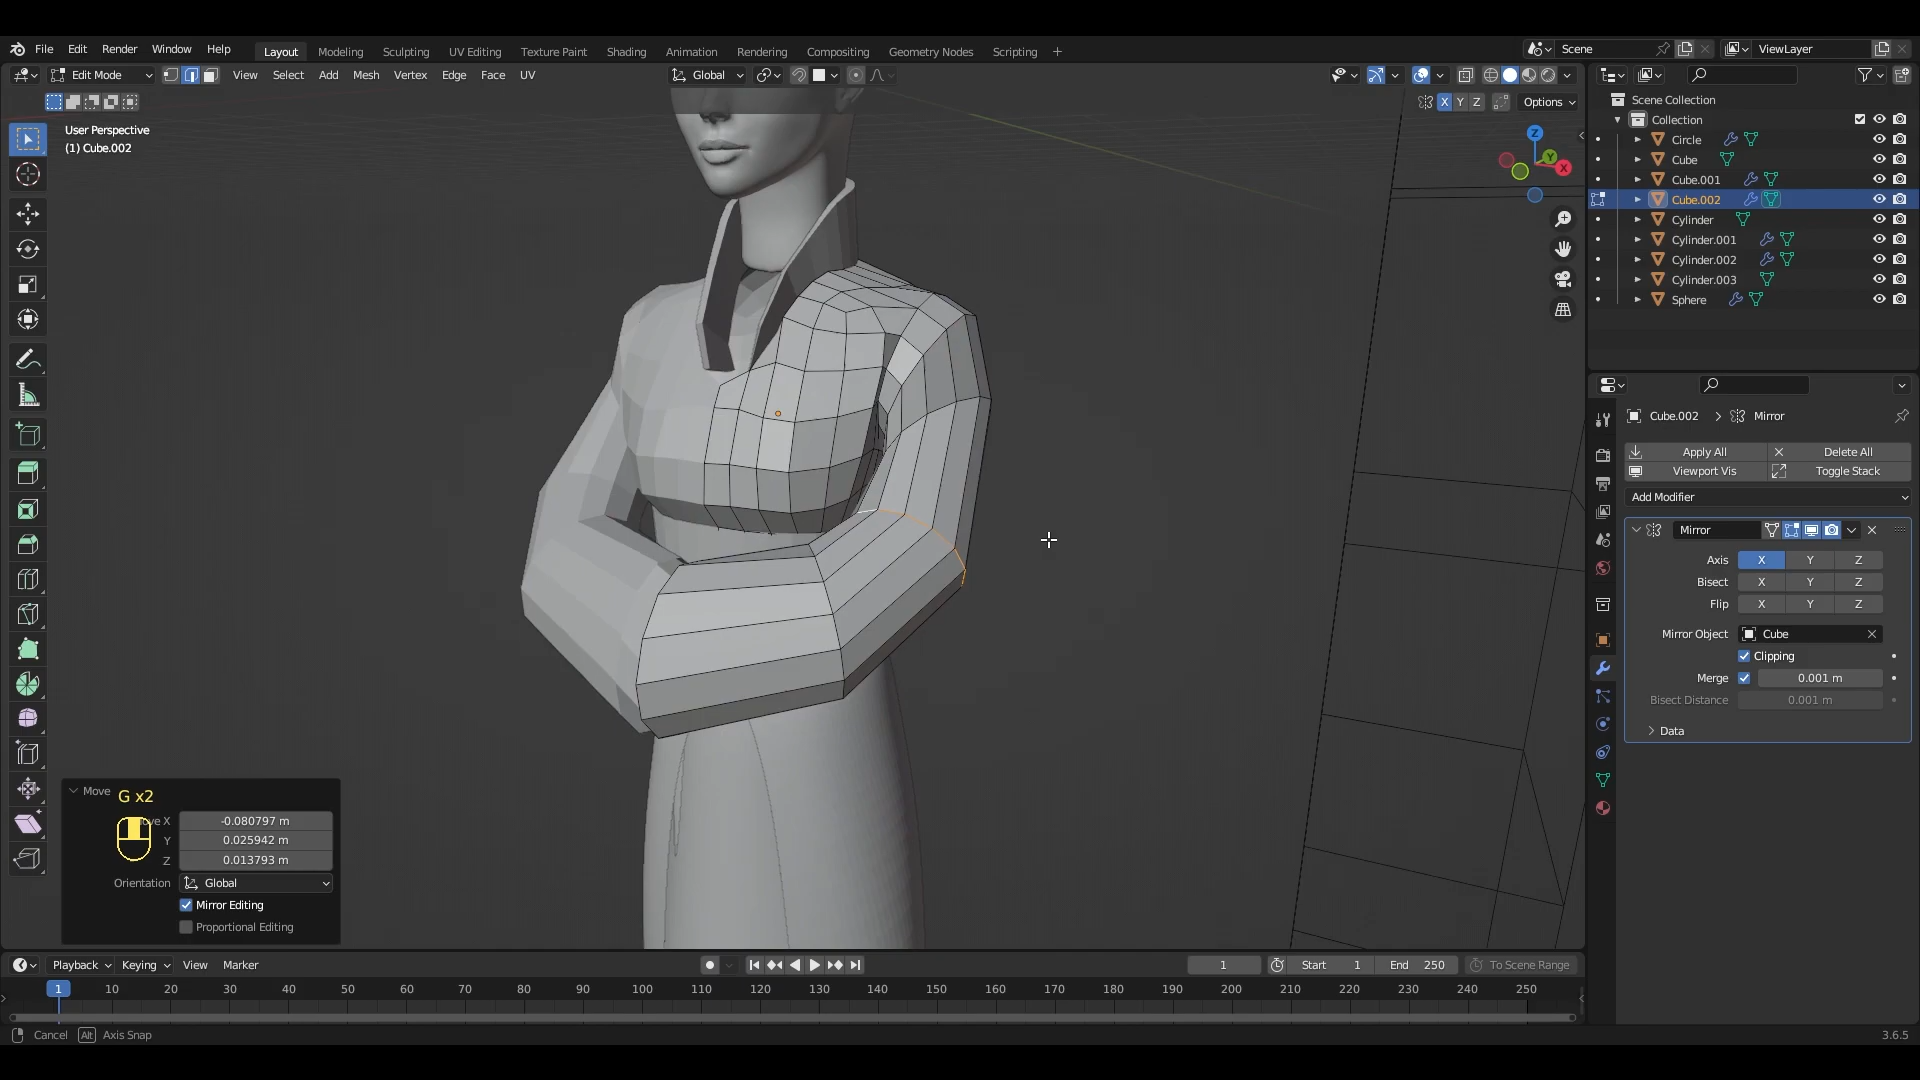 File Edit Render Window Help
Layout Modeling Sculpting UV Editing Texture Paint Shading Animation Rendering Compositing Geometry Nodes Scripting +
Scene
ViewLayer
Edit Mode
View Select Add Mesh Vertex Edge Face UV
Global
X Y Z
Options
User Perspective
(1) Cube.002
Z
Y
X
Scene Collection
Collection
Circle
Cube
Cube.001
Cube.002
Cylinder
Cylinder.001
Cylinder.002
Cylinder.003
Sphere
Cube.002 > Mirror
Apply All
Delete All
Viewport Vis
Toggle Stack
Add Modifier
Mirror
Axis X Y Z
Bisect X Y Z
Flip X Y Z
Mirror Object Cube
Clipping
Merge 0.001 m
Bisect Distance 0.001 m
Data
Move
G x2
ve X -0.080797 m
Y 0.025942 m
Z 0.013793 m
Orientation Global
Mirror Editing
Proportional Editing
Playback Keying View Marker
1
Start 1
End 250
To Scene Range
1 10 20 30 40 50 60 70 80 90 100 110 120 130 140 150 160 170 180 190 200 210 220 230 240 250
Cancel Alt Axis Snap
3.6.5